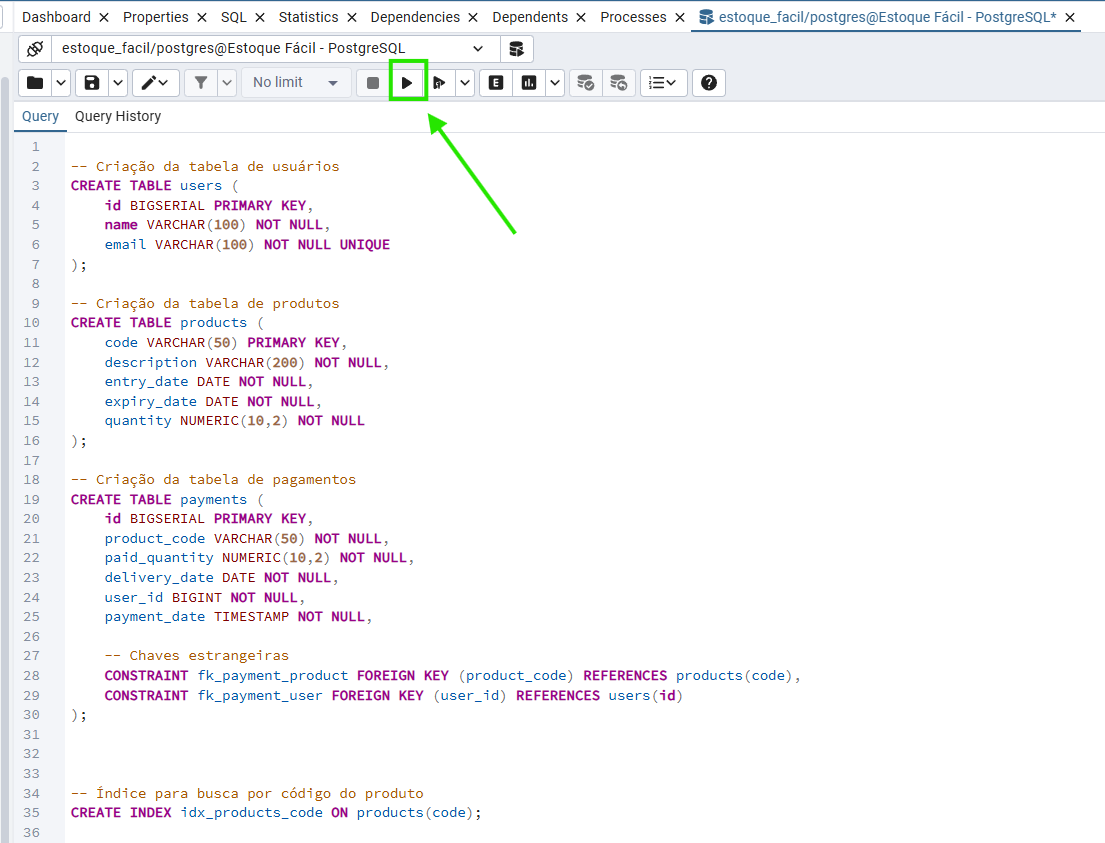 Dashboard × Properties × SQL × Statistics × Dependencies × Dependents × Processes × estoque_facil/postgres@Estoque Fácil - PostgreSQL* ×
estoque_facil/postgres@Estoque Fácil - PostgreSQL
No limit E
Query Query History
1
2 -- Criação da tabela de usuários
3 CREATE TABLE users (
4 id BIGSERIAL PRIMARY KEY,
5 name VARCHAR(100) NOT NULL,
6 email VARCHAR(100) NOT NULL UNIQUE
7 );
8
9 -- Criação da tabela de produtos
10 CREATE TABLE products (
11 code VARCHAR(50) PRIMARY KEY,
12 description VARCHAR(200) NOT NULL,
13 entry_date DATE NOT NULL,
14 expiry_date DATE NOT NULL,
15 quantity NUMERIC(10,2) NOT NULL
16 );
17
18 -- Criação da tabela de pagamentos
19 CREATE TABLE payments (
20 id BIGSERIAL PRIMARY KEY,
21 product_code VARCHAR(50) NOT NULL,
22 paid_quantity NUMERIC(10,2) NOT NULL,
23 delivery_date DATE NOT NULL,
24 user_id BIGINT NOT NULL,
25 payment_date TIMESTAMP NOT NULL,
26
27 -- Chaves estrangeiras
28 CONSTRAINT fk_payment_product FOREIGN KEY (product_code) REFERENCES products(code),
29 CONSTRAINT fk_payment_user FOREIGN KEY (user_id) REFERENCES users(id)
30 );
31
32
33
34 -- Índice para busca por código do produto
35 CREATE INDEX idx_products_code ON products(code);
36